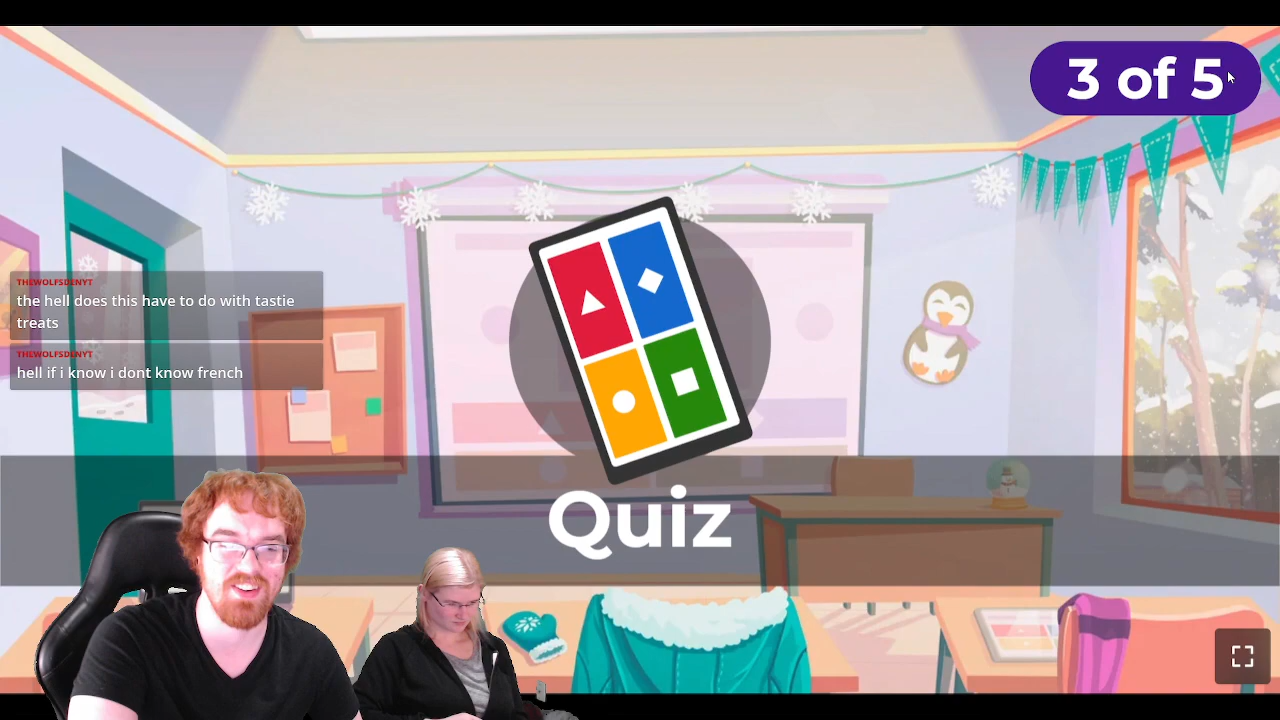 3 of 5
THEWOLFSDENYT
the hell does this have to do with tastie
treats
THEWOLFSDENYT
hell if i know i dont know french
Quiz